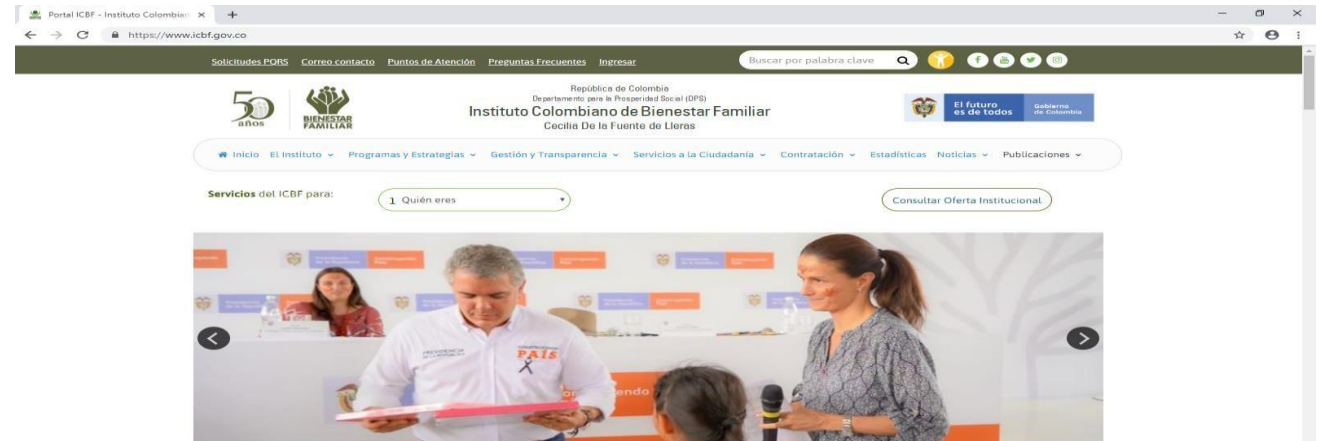 Portal ICBF - Instituto Colombian
https://www.icbf.gov.co
Solicitudes PQRS Correo contacto Puntos de Atención Preguntas Frecuentes Ingresar Buscar por palabra clave
50 años
BIENESTAR FAMILIAR
República de Colombia
Departamento para la Prosperidad Social (DPS)
Instituto Colombiano de Bienestar Familiar
Cecilia De la Fuente de Lleras
El futuro es de todos
Gobierno de Colombia
Inicio El Instituto Programas y Estrategias Gestión y Transparencia Servicios a la Ciudadanía Contratación Estadísticas Noticias Publicaciones
Servicios del ICBF para: 1 Quién eres Consultar Oferta Institucional
PAÍS
endo